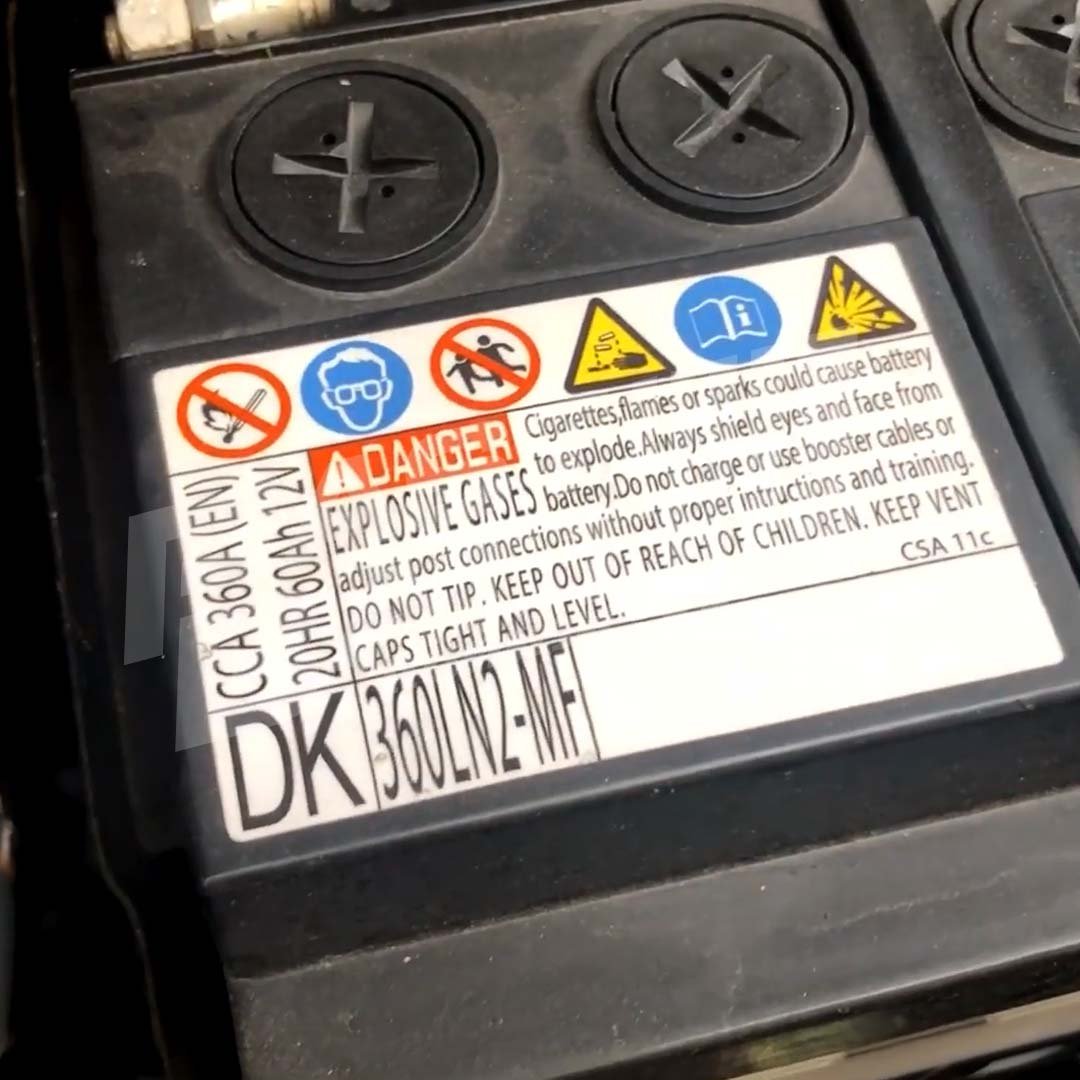 CCA 360A (EN)
20HR 60Ah 12V
DANGER
EXPLOSIVE GASES
Cigarettes,flames or sparks could cause battery
to explode.Always shield eyes and face from
battery.Do not charge or use booster cables or
adjust post connections without proper intructions and training.
DO NOT TIP. KEEP OUT OF REACH OF CHILDREN. KEEP VENT
CAPS TIGHT AND LEVEL.
CSA 11c
DK
360LN2-MF